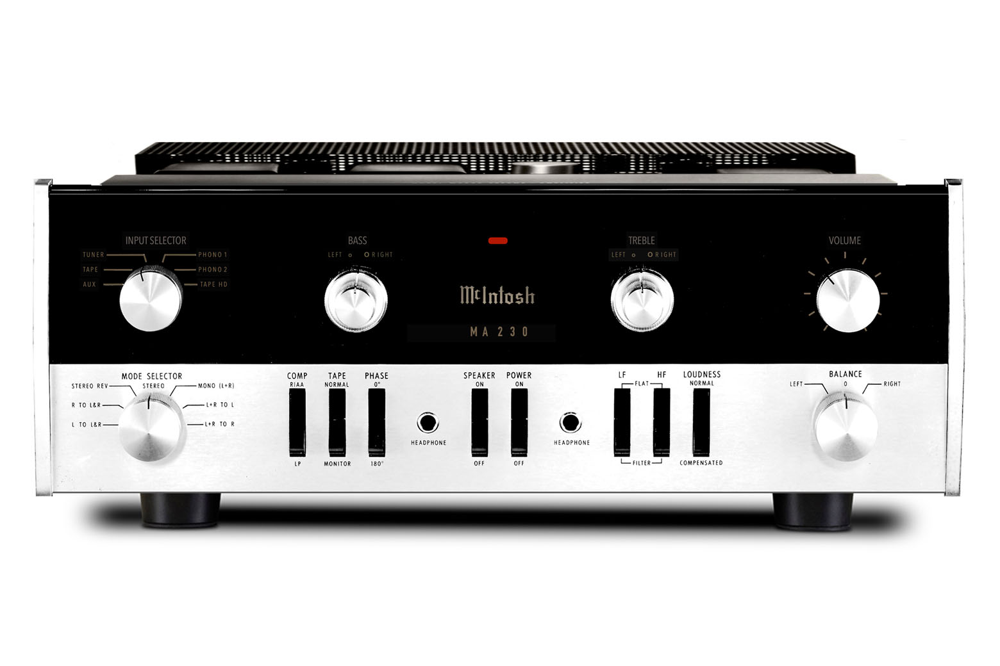 INPUT SELECTOR
TUNER PHONO 1
TAPE PHONO 2
AUX TAPE HD
BASS
LEFT RIGHT
McIntosh
MA 230
TREBLE
LEFT RIGHT
VOLUME
MODE SELECTOR
STEREO REV STEREO MONO (L+R)
R TO L&R L+R TO L
L TO L&R L+R TO R
COMP
RIAA
LP
TAPE
NORMAL
MONITOR
PHASE
0°
180°
HEADPHONE
SPEAKER
ON
OFF
POWER
ON
OFF
HEADPHONE
LF HF
FLAT
FILTER
LOUDNESS
NORMAL
COMPENSATED
BALANCE
LEFT 0 RIGHT